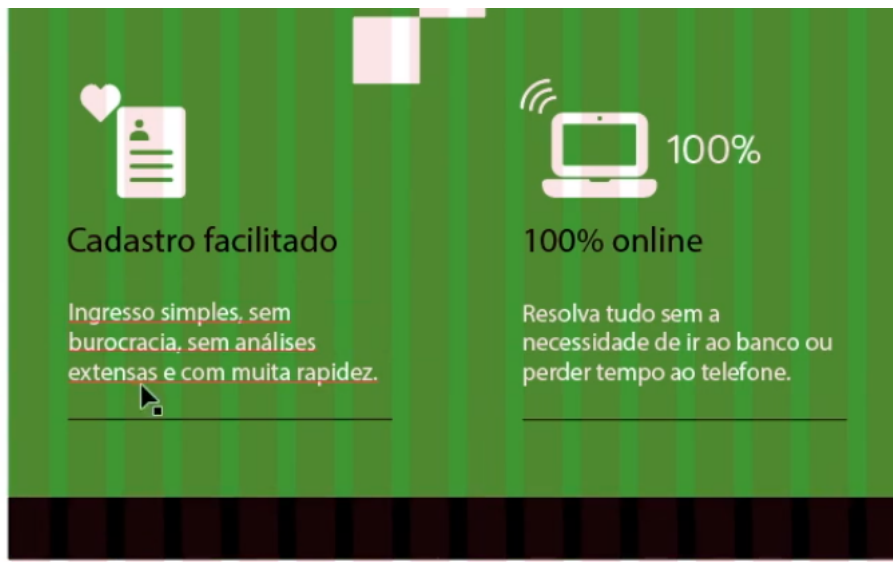 100%
Cadastro facilitado
100% online
Ingresso simples, sem
burocracia, sem análises
extensas e com muita rapidez.
Resolva tudo sem a
necessidade de ir ao banco ou
perder tempo ao telefone.